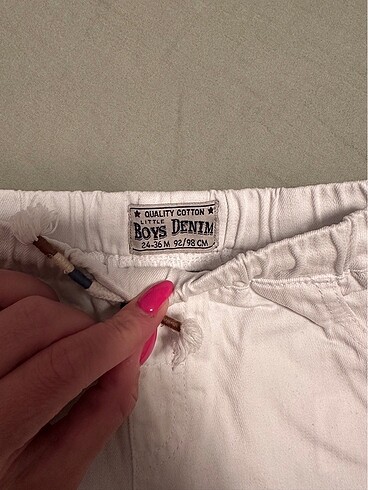 ★ QUALITY COTTON ★
LITTLE
BOYS DENIM
24-36 M 92/98 CM